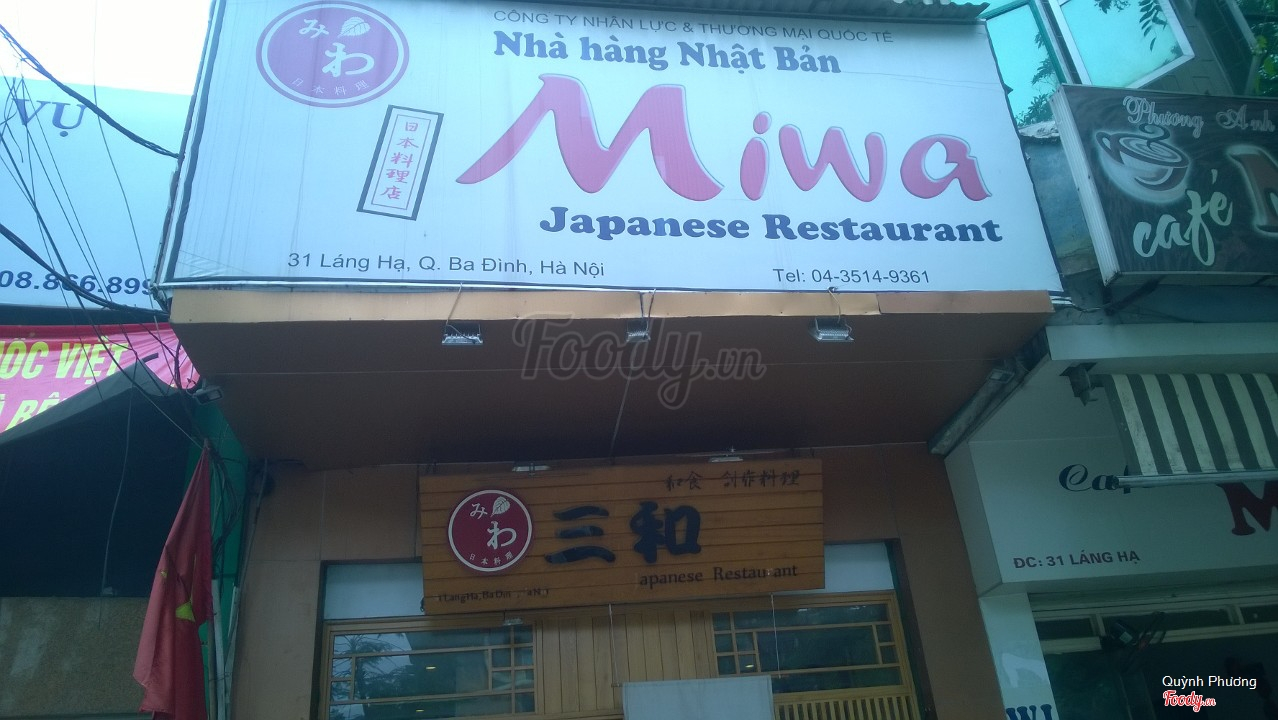 CÔNG TY NHÂN LỰC & THƯƠNG MẠI QUỐC TẾ
Nhà hàng Nhật Bản
みわ
日本料理
日本料理店
Miwa
Japanese Restaurant
31 Láng Hạ, Q. Ba Đình, Hà Nội
Tel: 04-3514-9361
VỤ
08.866.899
Phương Anh
café
ỌC VIỆT
Foody.vn
和食 創作料理
みわ
日本料理
三和
apanese Restaurant
ĐC: 31 LÁNG HẠ
Quỳnh Phương
Foody.vn